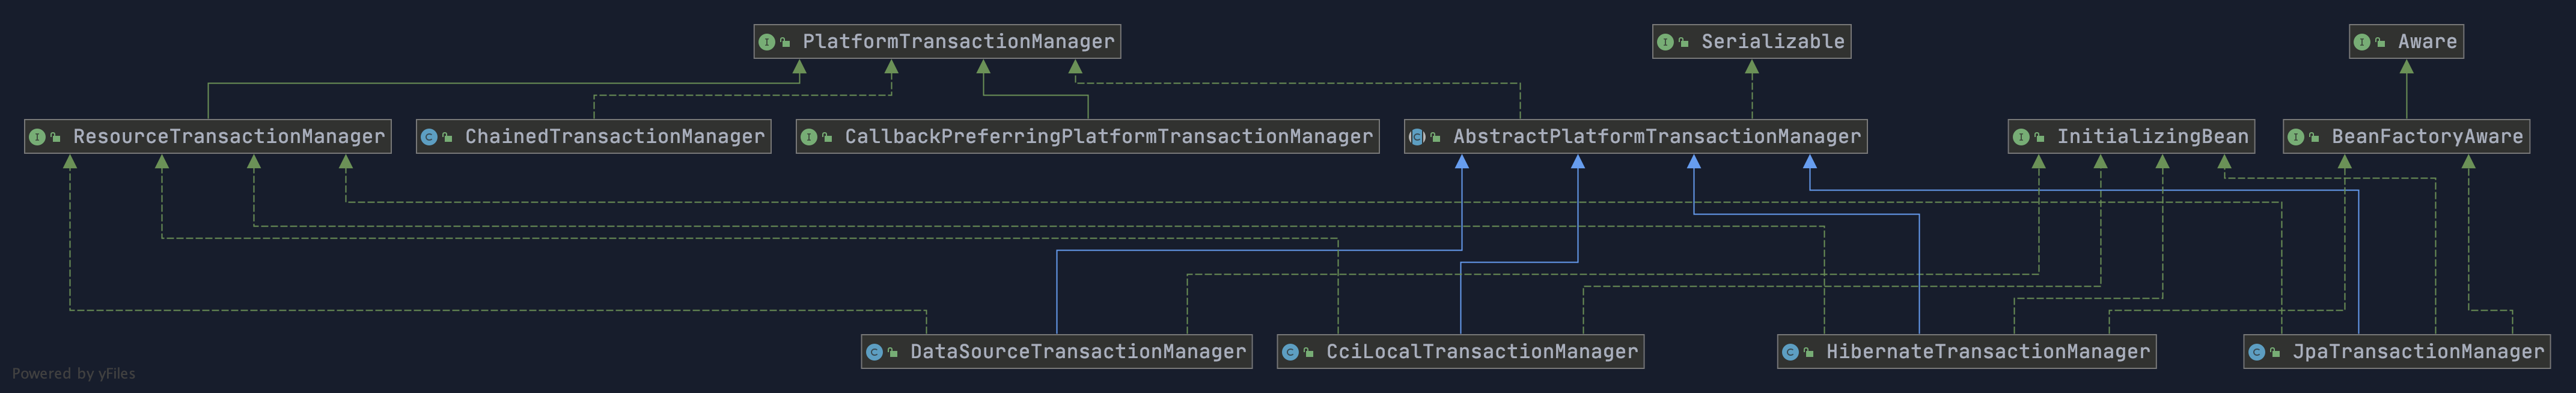 PlatformTransactionManager
Serializable
Aware
ResourceTransactionManager
ChainedTransactionManager
CallbackPreferringPlatformTransactionManager
AbstractPlatformTransactionManager
InitializingBean
BeanFactoryAware
DataSourceTransactionManager
CciLocalTransactionManager
HibernateTransactionManager
JpaTransactionManager
Powered by yFiles